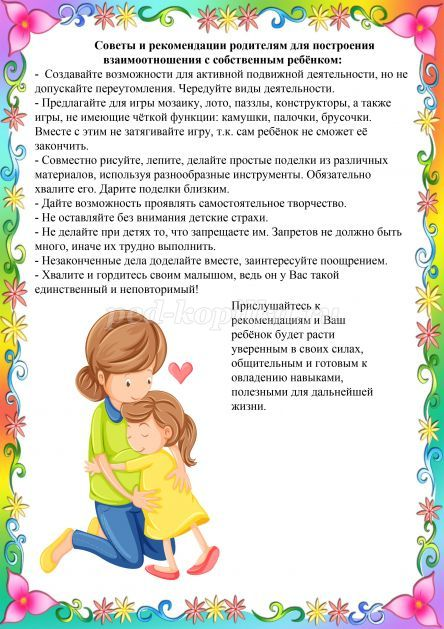 Советы и рекомендации родителям для построения
взаимоотношения с собственным ребёнком:
- Создавайте возможности для активной подвижной деятельности, но не
допускайте переутомления. Чередуйте виды деятельности.
- Предлагайте для игры мозаику, лото, паззлы, конструкторы, а также
игры, не имеющие чёткой функции: камушки, палочки, брусочки.
Вместе с этим не затягивайте игру, т.к. сам ребёнок не сможет её
закончить.
- Совместно рисуйте, лепите, делайте простые поделки из различных
материалов, используя разнообразные инструменты. Обязательно
хвалите его. Дарите поделки близким.
- Дайте возможность проявлять самостоятельное творчество.
- Не оставляйте без внимания детские страхи.
- Не делайте при детях то, что запрещаете им. Запретов не должно быть
много, иначе их трудно выполнить.
- Незаконченные дела доделайте вместе, заинтересуйте поощрением.
- Хвалите и гордитесь своим малышом, ведь он у Вас такой
единственный и неповторимый!
ped-kopilka.ru
Прислушайтесь к
рекомендациям и Ваш
ребёнок будет расти
уверенным в своих силах,
общительным и готовым к
овладению навыками,
полезными для дальнейшей
жизни.